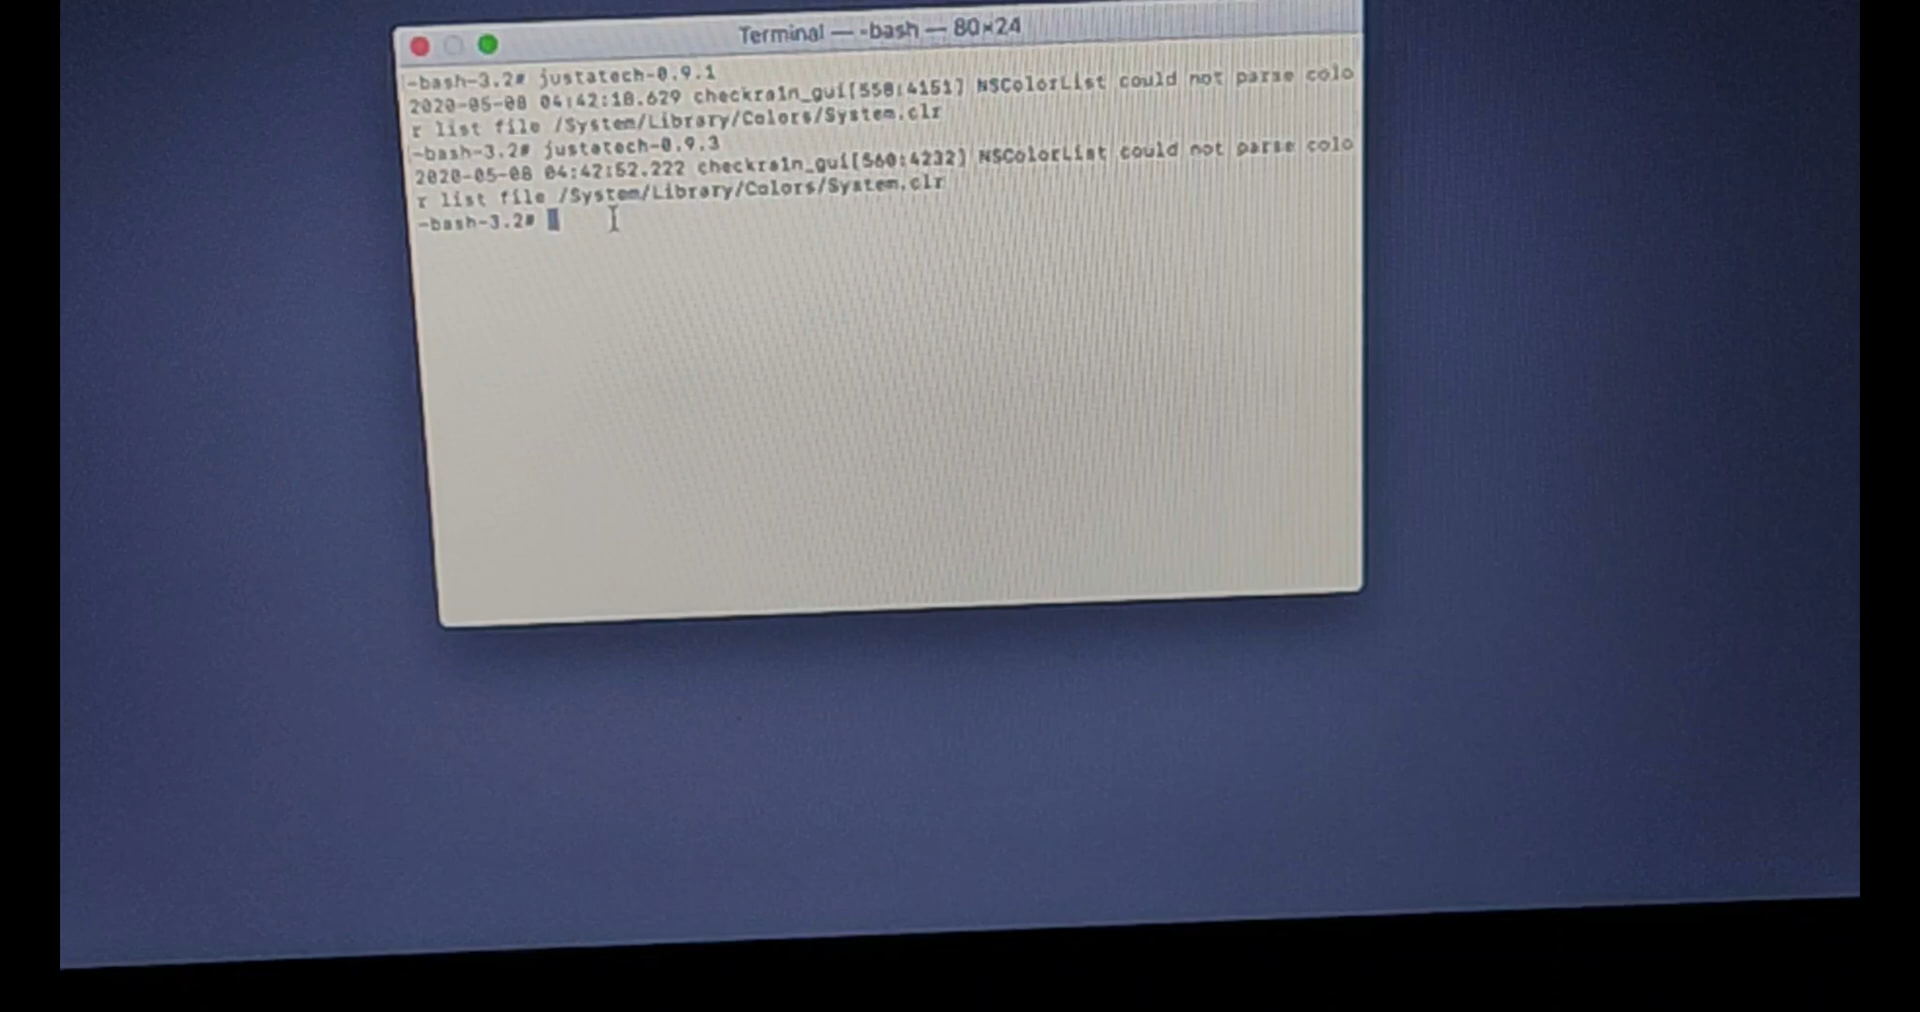 Terminal — -bash — 80×24
-bash-3.2# justatech-0.9.1
2020-05-08 04:42:18.629 checkra1n_gui[558:4151] NSColorList could not parse colo
r list file /System/Library/Colors/System.clr
-bash-3.2# justatech-0.9.3
2020-05-08 04:42:52.222 checkra1n_gui[560:4232] NSColorList could not parse colo
r list file /System/Library/Colors/System.clr
-bash-3.2#